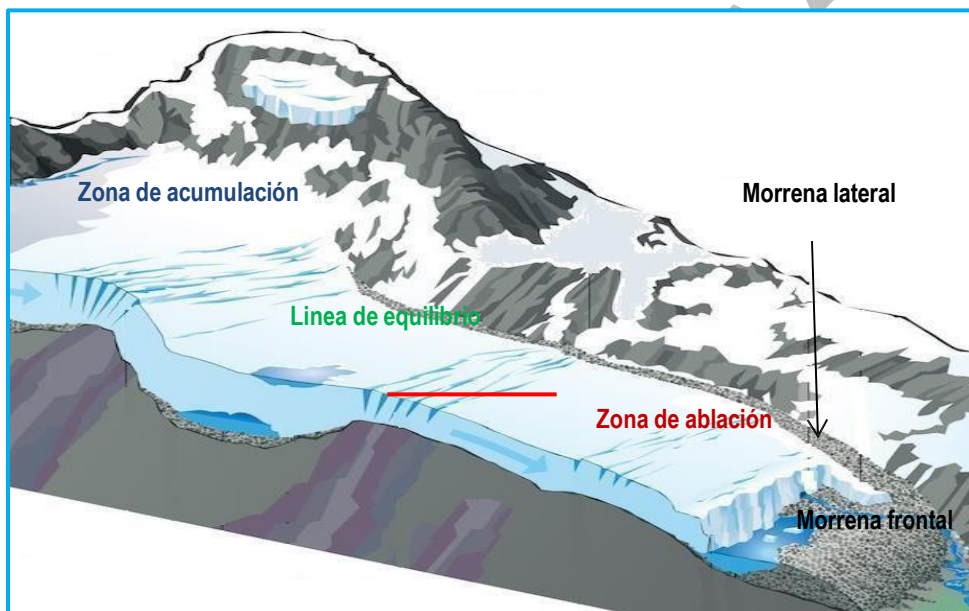 Zona de acumulación
Morrena lateral
Linea de equilibrio
Zona de ablación
Morrena frontal